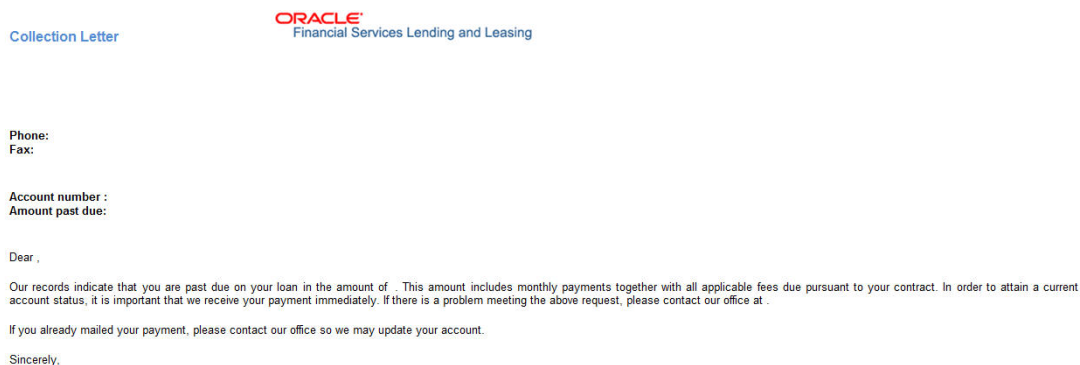 ORACLE
Collection Letter
Financial Services Lending and Leasing
Phone:
Fax:
Account number :
Amount past due:
Dear ,
Our records indicate that you are past due on your loan in the amount of . This amount includes monthly payments together with all applicable fees due pursuant to your contract. In order to attain a current
account status, it is important that we receive your payment immediately. If there is a problem meeting the above request, please contact our office at .
If you already mailed your payment, please contact our office so we may update your account.
Sincerely,